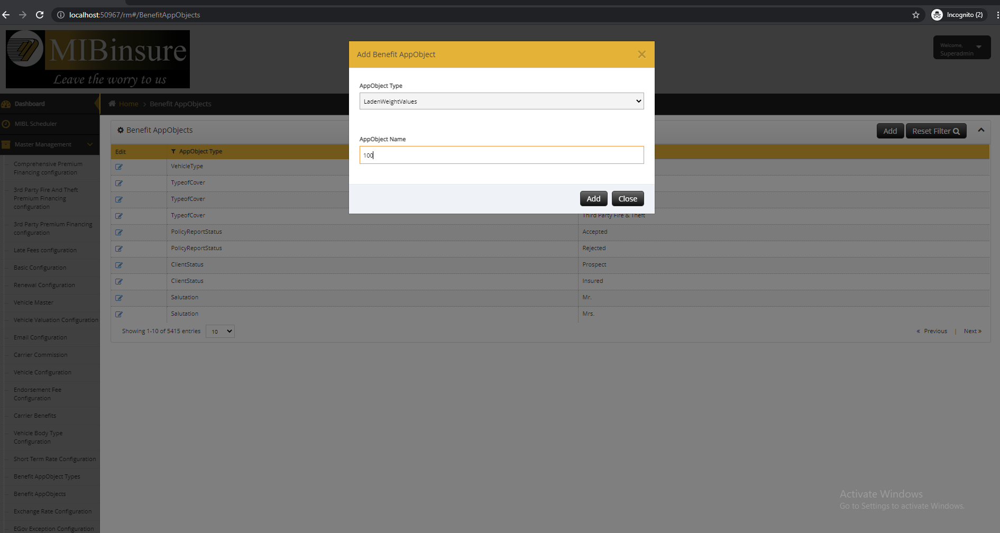 localhost:50967/rm#/BenefitAppObjects
Incognito (2)
MIBinsure
Leave the worry to us
Welcome,
Superadmin
Add Benefit AppObject
AppObject Type
LadenWeightValues
AppObject Name
100
Add Close
Dashboard
MIBL Scheduler
Master Management
Comprehensive Premium
Financing configuration
3rd Party Fire And Theft
Premium Financing
configuration
3rd Party Premium Financing
configuration
Late Fees configuration
Basic Configuration
Renewal Configuration
Vehicle Master
Vehicle Valuation Configuration
Email Configuration
Carrier Commission
Vehicle Configuration
Endorsement Fee
Configuration
Carrier Benefits
Vehicle Body Type
Configuration
Short Term Rate Configuration
Benefit AppObject Types
Benefit AppObjects
Exchange Rate Configuration
EGov Exception Configuration
Home > Benefit AppObjects
Benefit AppObjects
Add Reset Filter
Edit AppObject Type
VehicleType
TypeofCover
TypeofCover
TypeofCover Third Party Fire & Theft
PolicyReportStatus Accepted
PolicyReportStatus Rejected
ClientStatus Prospect
ClientStatus Insured
Salutation Mr.
Salutation Mrs.
Showing 1-10 of 5415 entries 10
« Previous | Next »
Activate Windows
Go to Settings to activate Windows.